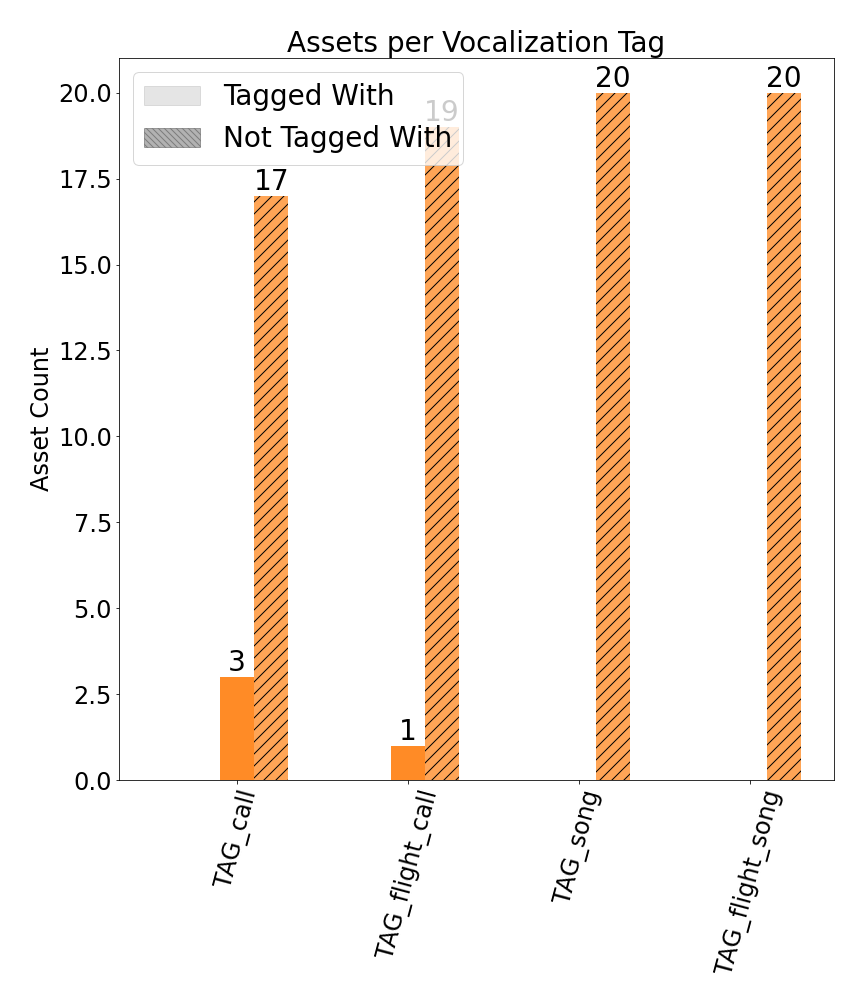 Assets per Vocalization Tag
Tagged With
Not Tagged With
20.0
17.5
15.0
12.5
10.0
7.5
5.0
2.5
0.0
Asset Count
3
17
1
19
20
20
TAG_call
TAG_flight_call
TAG_song
TAG_flight_song